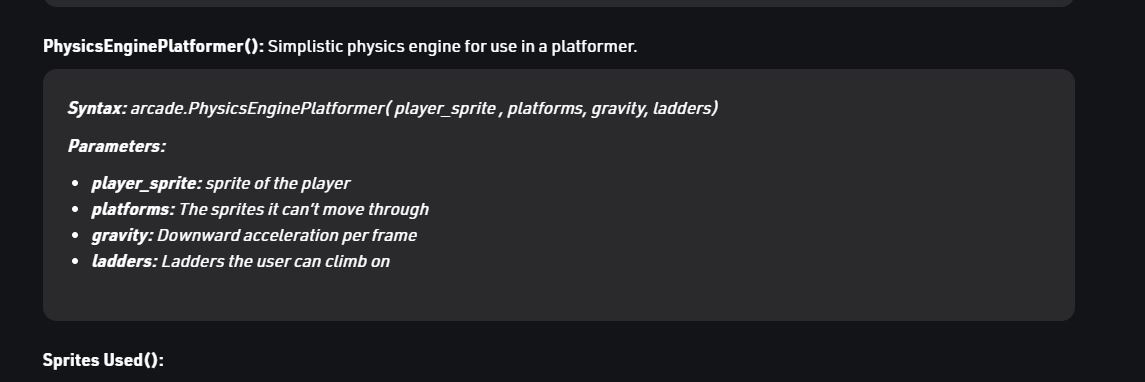 PhysicsEnginePlatformer(): Simplistic physics engine for use in a platformer.
Syntax: arcade.PhysicsEnginePlatformer( player_sprite , platforms, gravity, ladders)
Parameters:
• player_sprite: sprite of the player
• platforms: The sprites it can't move through
• gravity: Downward acceleration per frame
• ladders: Ladders the user can climb on
Sprites Used():